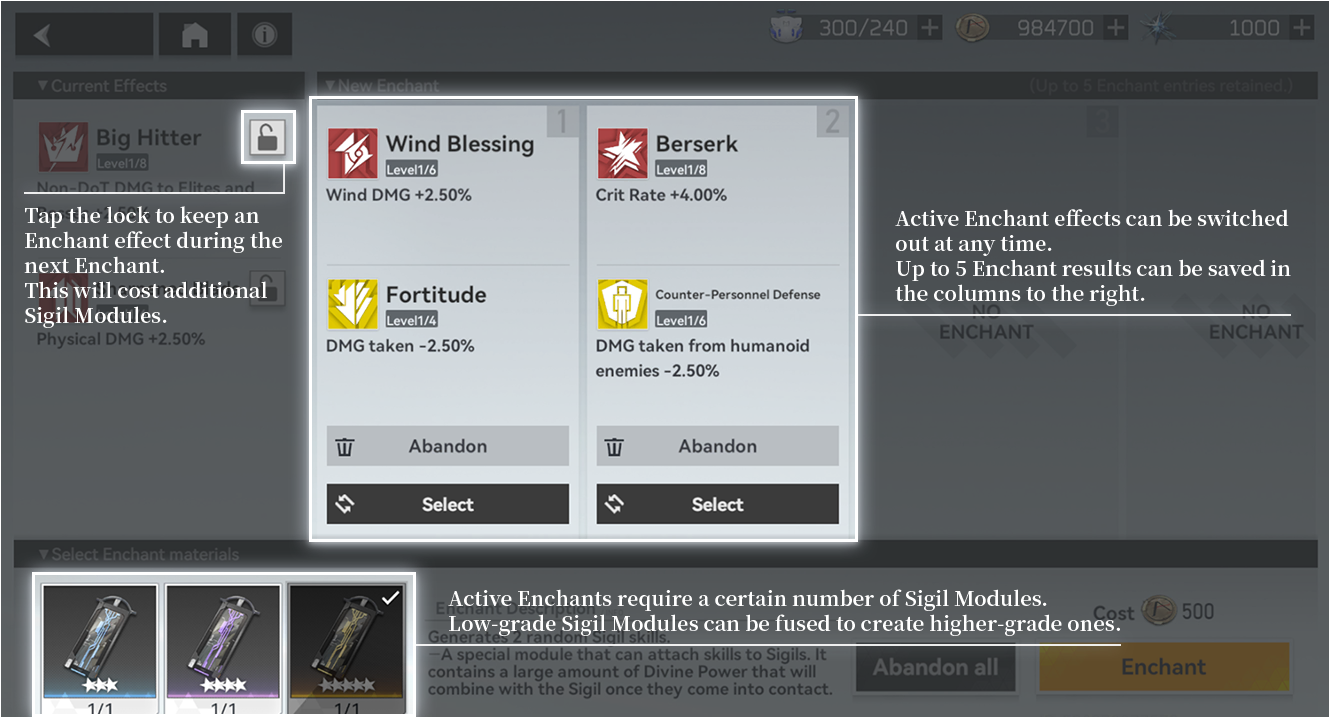 300/240
984700
1000
▼Current Effects
Big Hitter
Level1/8
Non-DoT DMG to Elites and
Tap the lock to keep an
Enchant effect during the
next Enchant.
This will cost additional
Sigil Modules.
Physical DMG +2.50%
▼New Enchant
(Up to 5 Enchant entries retained.)
1
Wind Blessing
Level1/6
Wind DMG +2.50%
Fortitude
Level1/4
DMG taken -2.50%
Abandon
Select
2
Berserk
Level1/8
Crit Rate +4.00%
Counter-Personnel Defense
Level1/6
DMG taken from humanoid
enemies -2.50%
Abandon
Select
3
Active Enchant effects can be switched
out at any time.
Up to 5 Enchant results can be saved in
the columns to the right.
NO
ENCHANT
NO
ENCHANT
▼Select Enchant materials
1/1
1/1
1/1
Active Enchants require a certain number of Sigil Modules.
Low-grade Sigil Modules can be fused to create higher-grade ones.
Enchant Description
Generates 2 random Sigil skills.
—A special module that can attach skills to Sigils. It
contains a large amount of Divine Power that will
combine with the Sigil once they come into contact.
Cost 500
Abandon all
Enchant